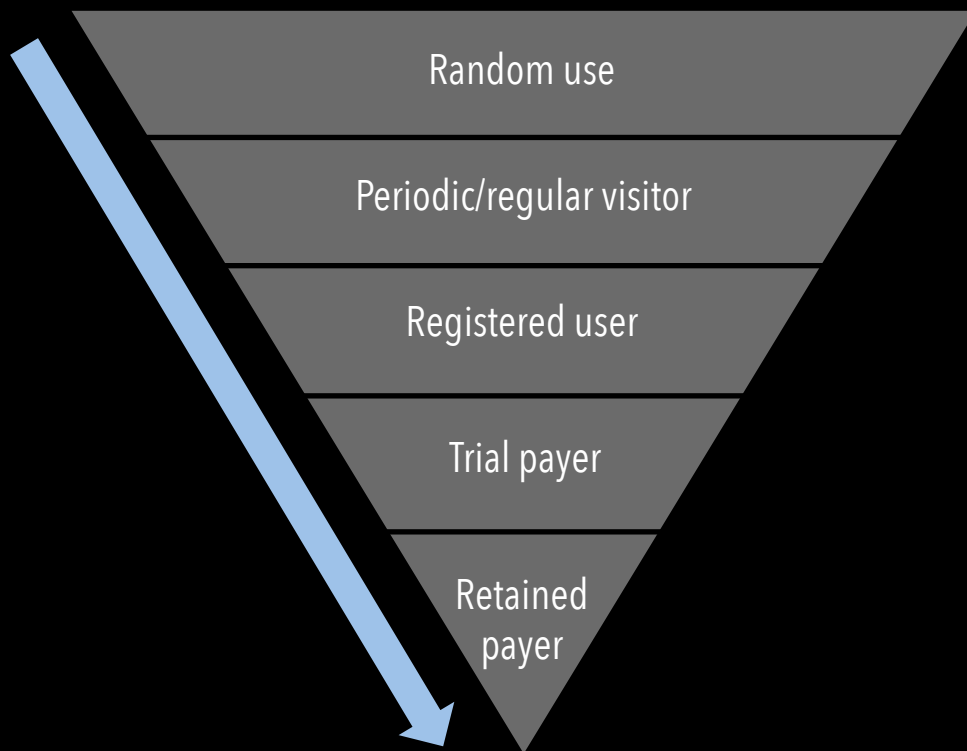 Random use
Periodic/regular visitor
Registered user
Trial payer
Retained
payer